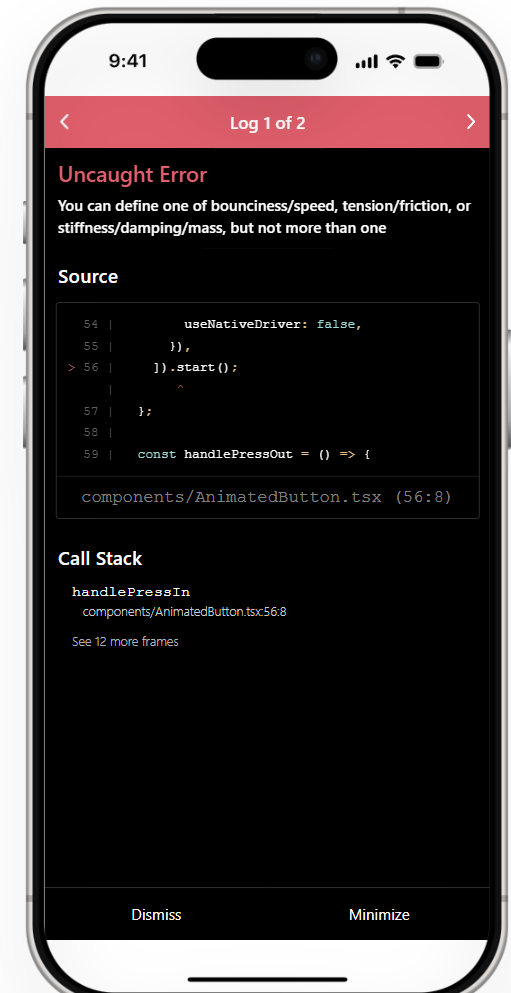 9:41
Log 1 of 2
Uncaught Error
You can define one of bounciness/speed, tension/friction, or
stiffness/damping/mass, but not more than one
Source
54 |         useNativeDriver: false,
55 |       }),
> 56 |     ]).start();
|        ^
57 |   };
58 |
59 |   const handlePressOut = () => {
components/AnimatedButton.tsx (56:8)
Call Stack
handlePressIn
components/AnimatedButton.tsx:56:8
See 12 more frames
Dismiss
Minimize